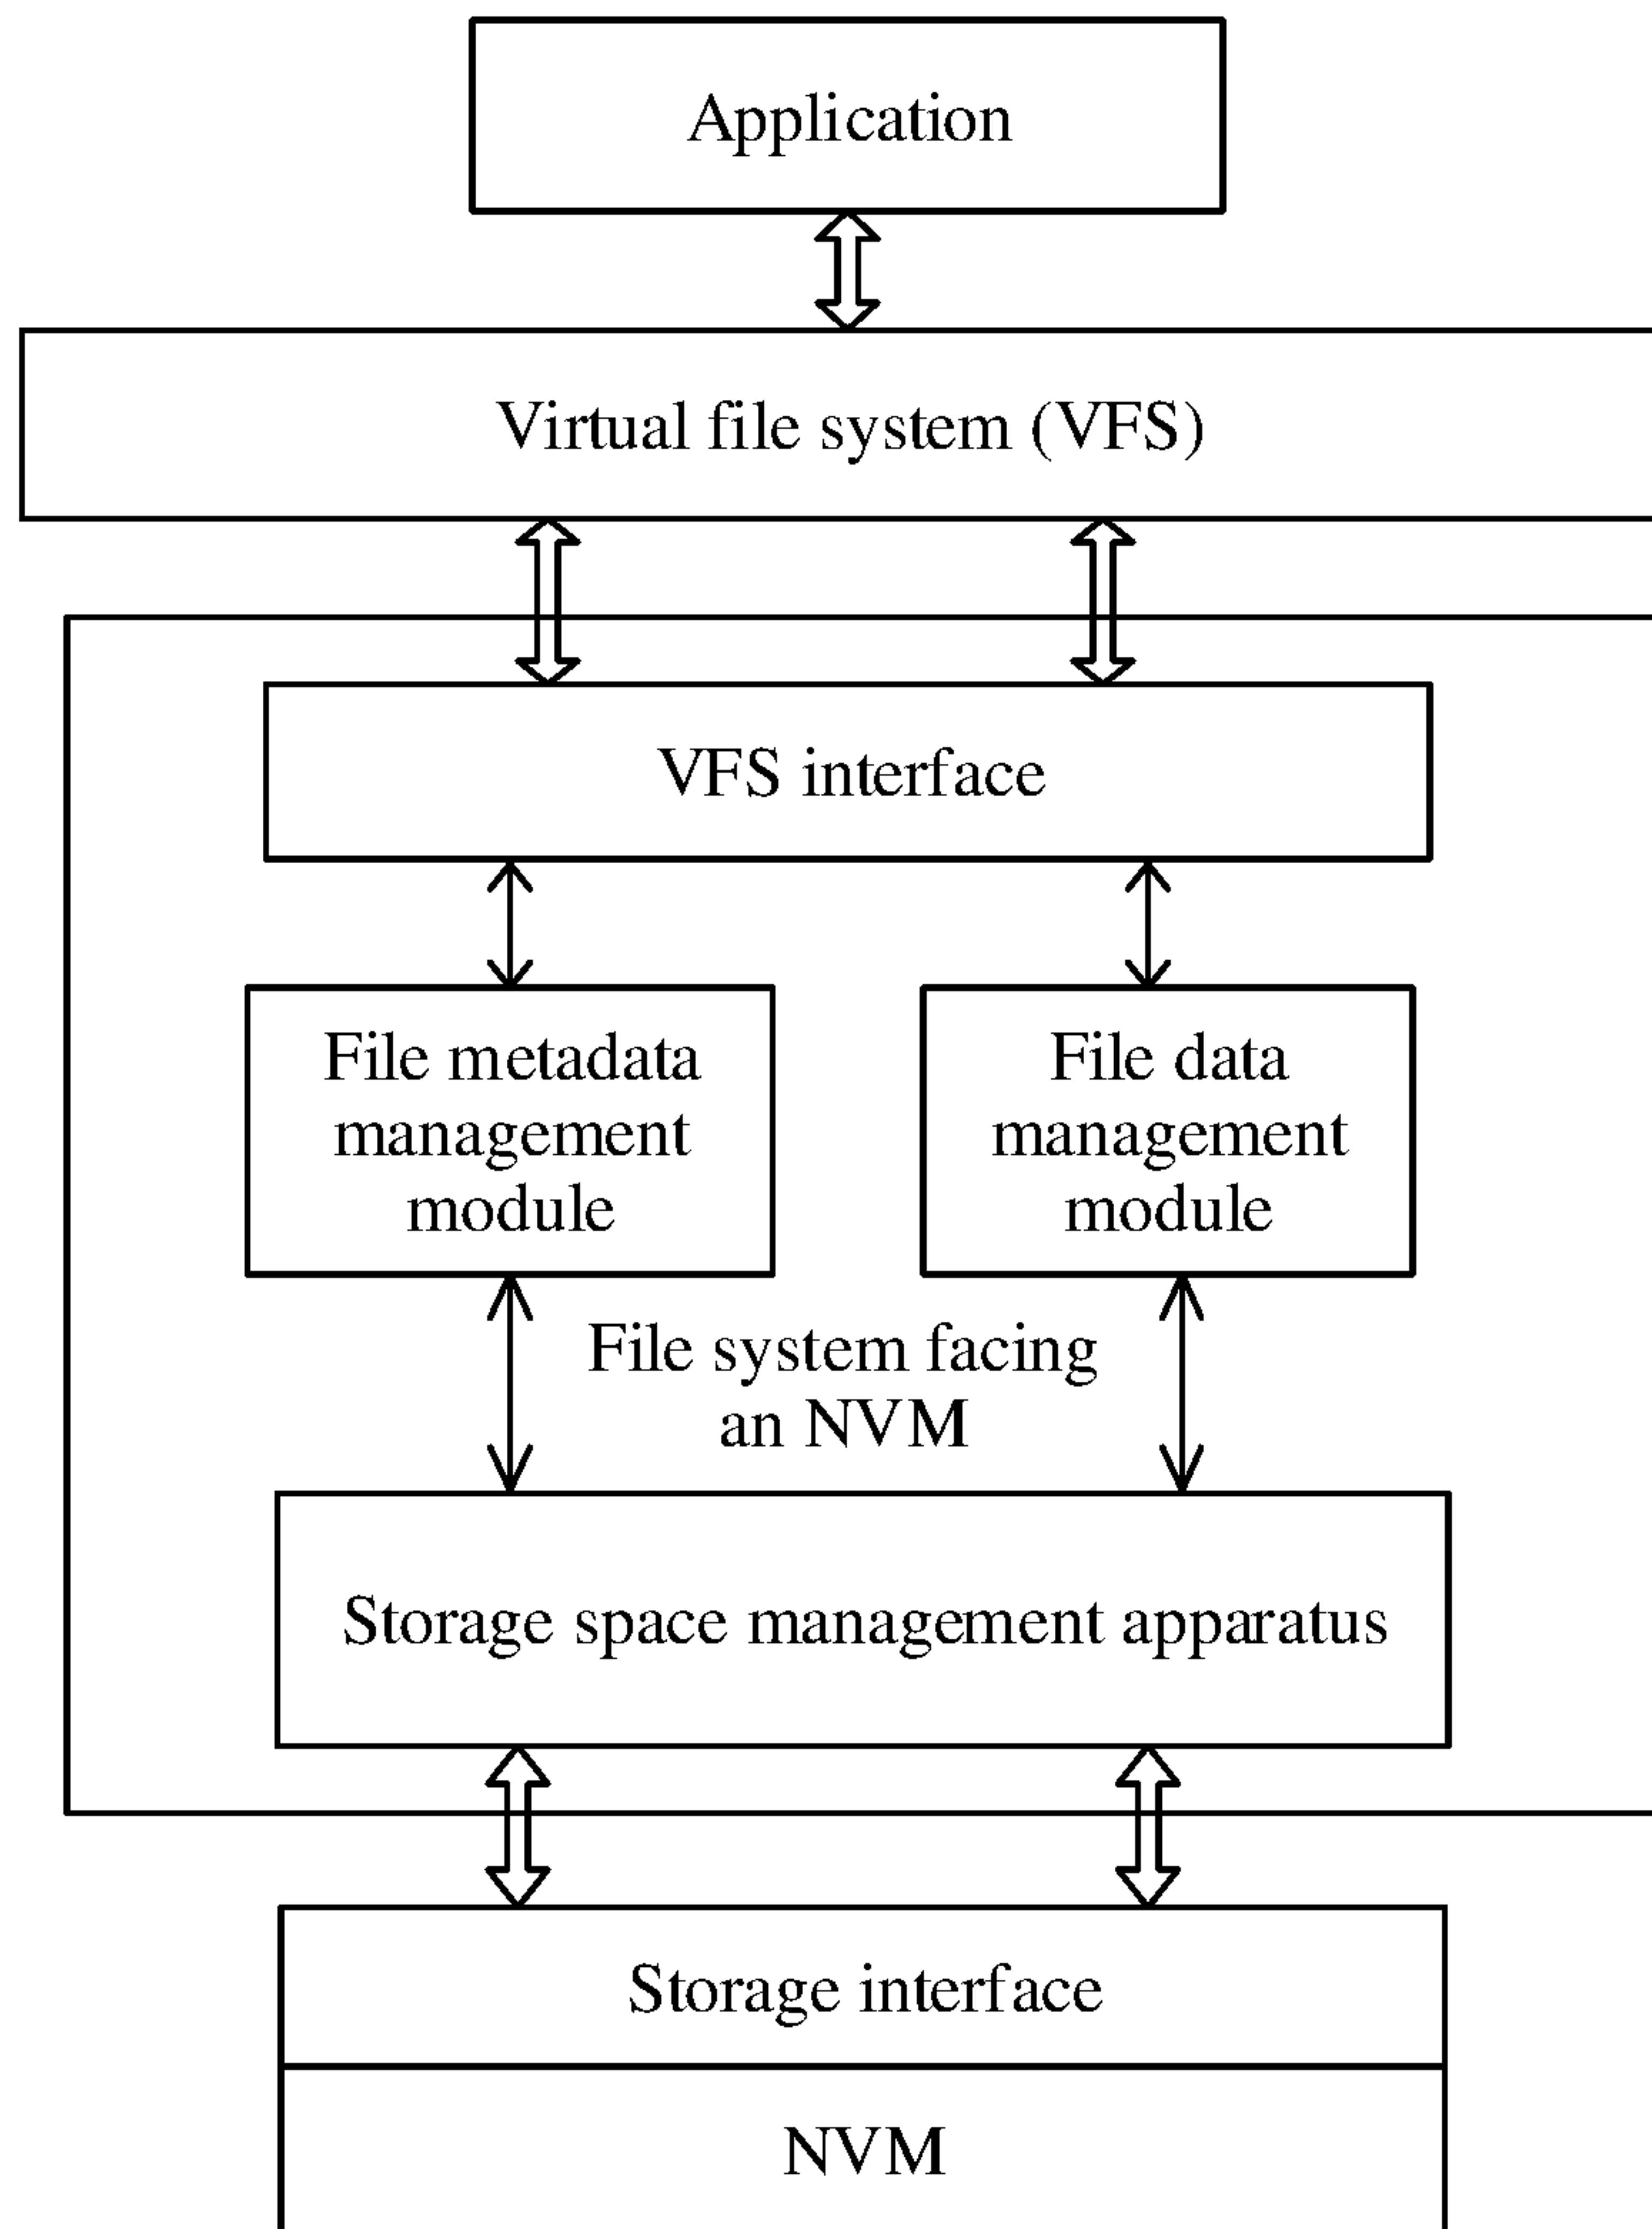 Application
Virtual file system (VFS)
VFS interface
File metadata
management
module
File data
management
module
File system facing
an NVM
Storage space management apparatus
Storage interface
NVM